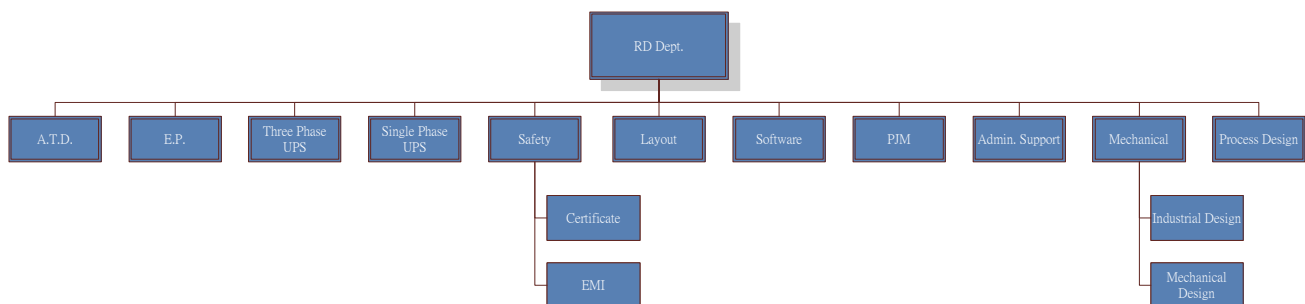 RD Dept.
A.T.D.
E.P.
Three Phase
UPS
Single Phase
UPS
Safety
Layout
Software
PJM
Admin. Support
Mechanical
Process Design
Certificate
Industrial Design
EMI
Mechanical
Design